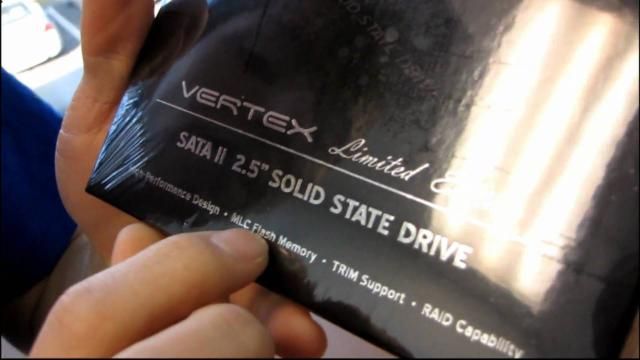 VERTEX Limited
SATA II 2.5" SOLID STATE DRIVE
Performance Design • MLC Flash Memory • TRIM Support • RAID Capability